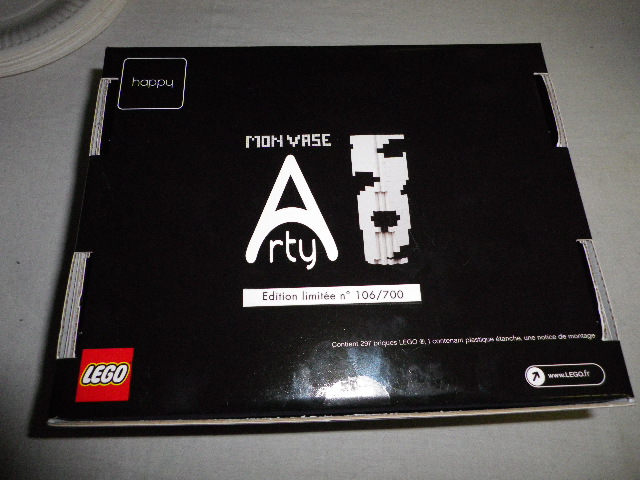 happy
MON VASE
Arty
Edition limitée n° 106/700
Contient 297 briques LEGO ®, 1 contenant plastique étanche, une notice de montage
LEGO
www.LEGO.fr